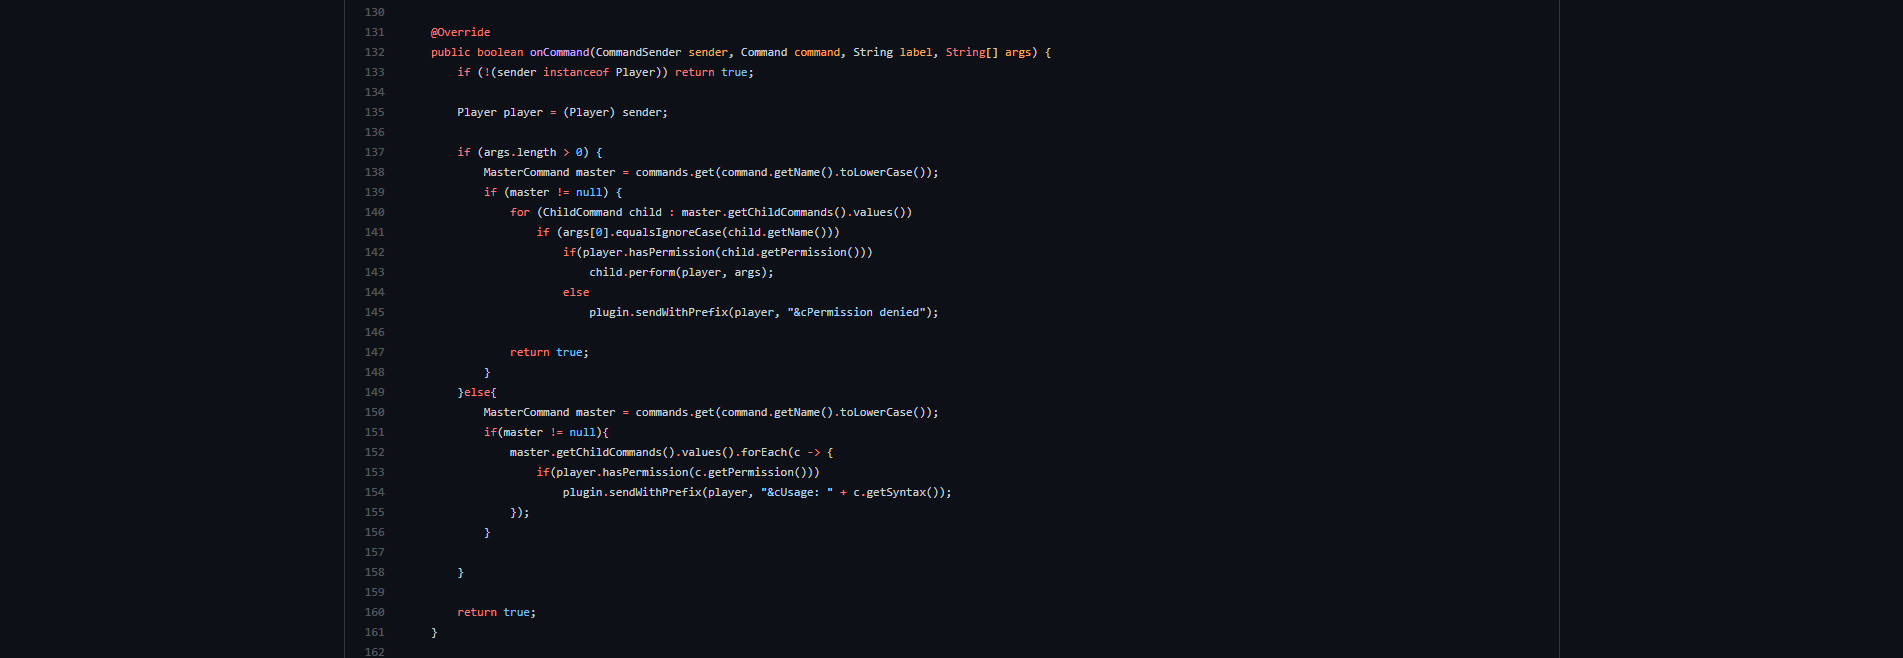 130
131 @Override
132 public boolean onCommand(CommandSender sender, Command command, String label, String[] args) {
133 if (!(sender instanceof Player)) return true;
134
135 Player player = (Player) sender;
136
137 if (args.length > 0) {
138 MasterCommand master = commands.get(command.getName().toLowerCase());
139 if (master != null) {
140 for (ChildCommand child : master.getChildCommands().values())
141 if (args[0].equalsIgnoreCase(child.getName()))
142 if(player.hasPermission(child.getPermission()))
143 child.perform(player, args);
144 else
145 plugin.sendWithPrefix(player, "&cPermission denied");
146
147 return true;
148 }
149 }else{
150 MasterCommand master = commands.get(command.getName().toLowerCase());
151 if(master != null){
152 master.getChildCommands().values().forEach(c -> {
153 if(player.hasPermission(c.getPermission()))
154 plugin.sendWithPrefix(player, "&cUsage: " + c.getSyntax());
155 });
156 }
157
158 }
159
160 return true;
161 }
162